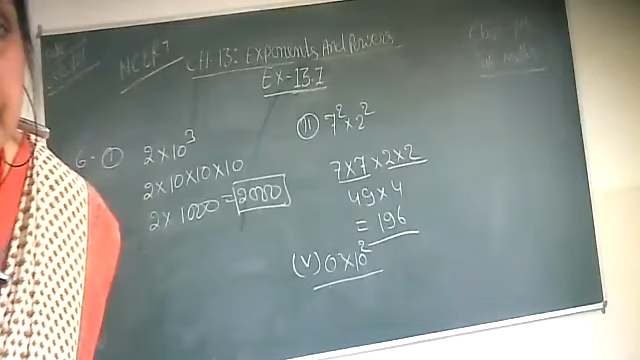 NCERT
CH-13: Exponents And Powers
Ex-13.1
6- (i) 2×10³
2×10×10×10
2×1000=2000
(ii) 7²×2²
7×7×2×2
49×4
=196
(v) 0×10²